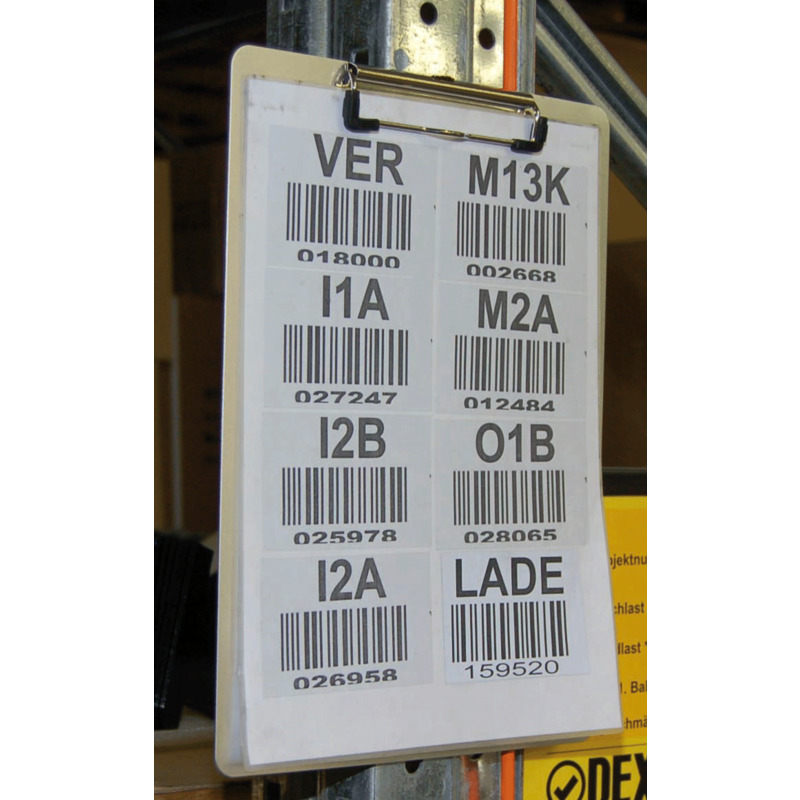 VER
018000
M13K
002668
I1A
027247
M2A
012484
I2B
025978
O1B
028065
I2A
026958
LADE
159520
DEX